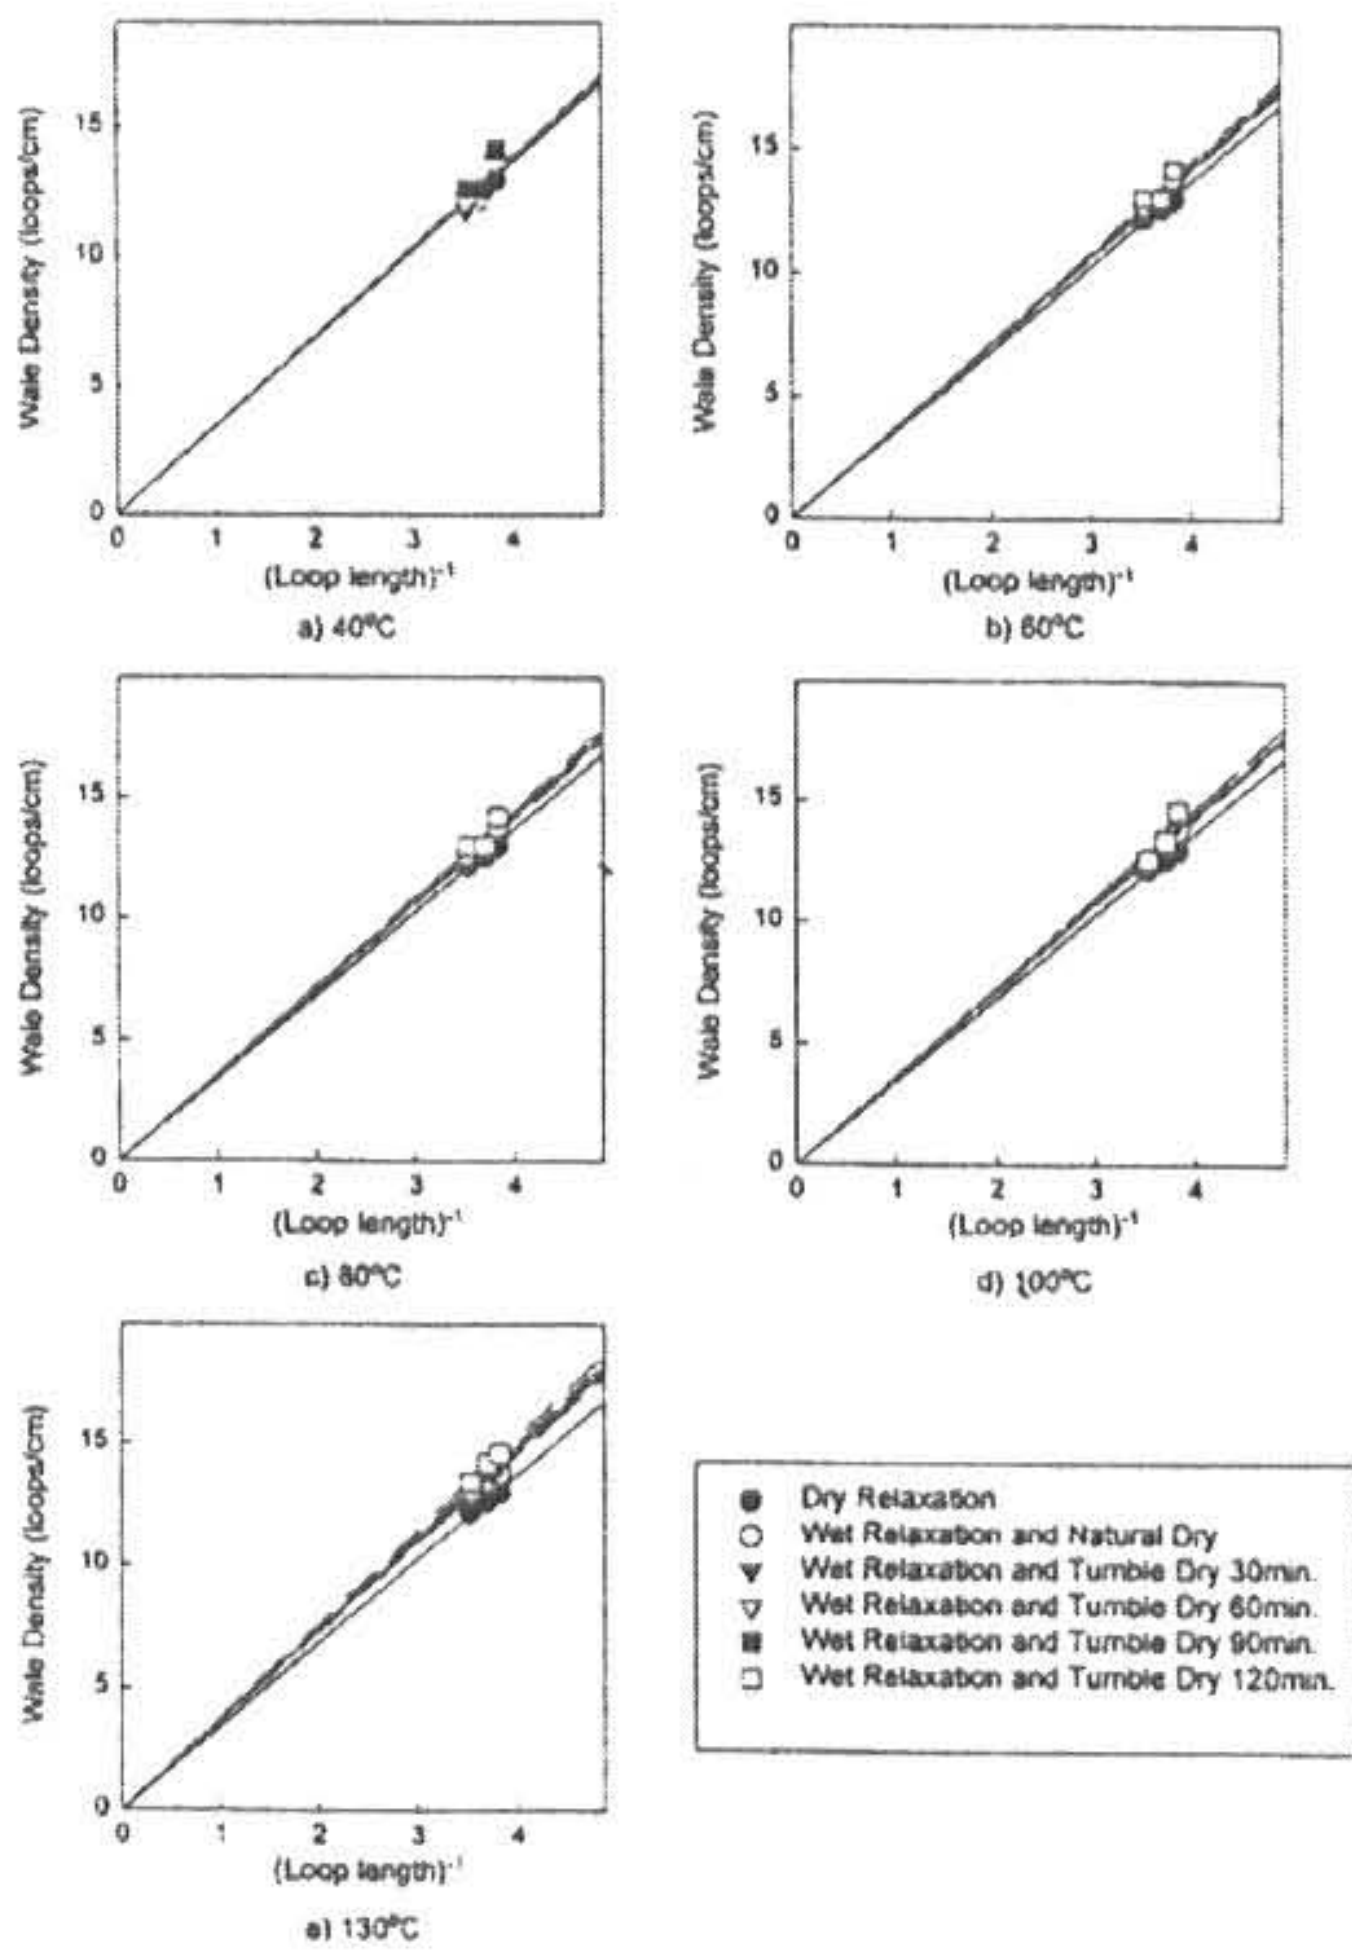 Wale Density (loops/cm)
15
10
5
0
0 1 2 3 4
(Loop length)-1
a) 40°C
Wale Density (loops/cm)
15
10
5
0
0 1 2 3 4
(Loop length)-1
b) 60°C
Wale Density (loops/cm)
15
10
5
0
0 1 2 3 4
(Loop length)-1
c) 80°C
Wale Density (loops/cm)
15
10
5
0
0 1 2 3 4
(Loop length)-1
d) 100°C
Wale Density (loops/cm)
15
10
5
0
0 1 2 3 4
(Loop length)-1
e) 130°C
Dry Relaxation
Wet Relaxation and Natural Dry
Wet Relaxation and Tumble Dry 30min.
Wet Relaxation and Tumble Dry 60min.
Wet Relaxation and Tumble Dry 90min.
Wet Relaxation and Tumble Dry 120min.